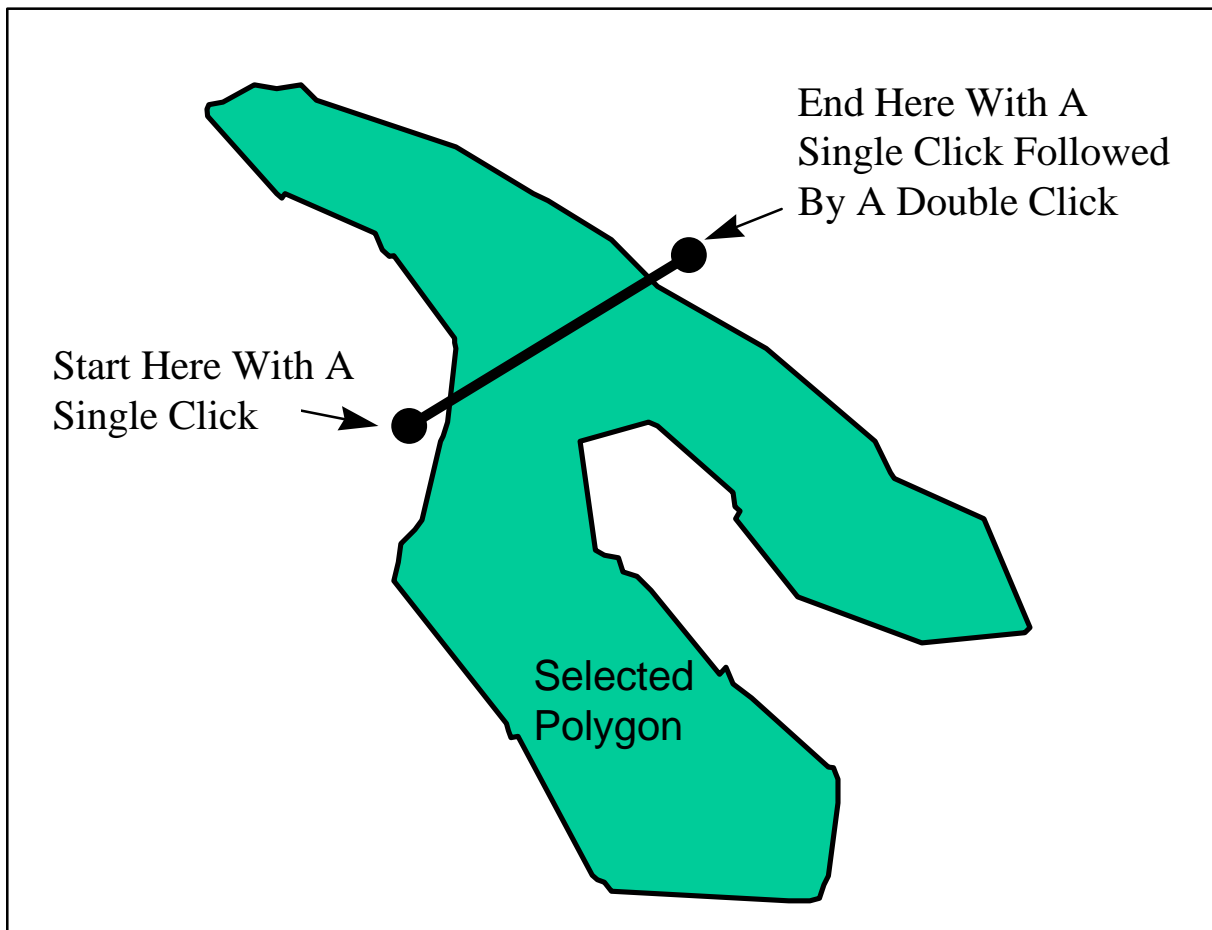 End Here With A
Single Click Followed
By A Double Click
Start Here With A
Single Click
Selected
Polygon